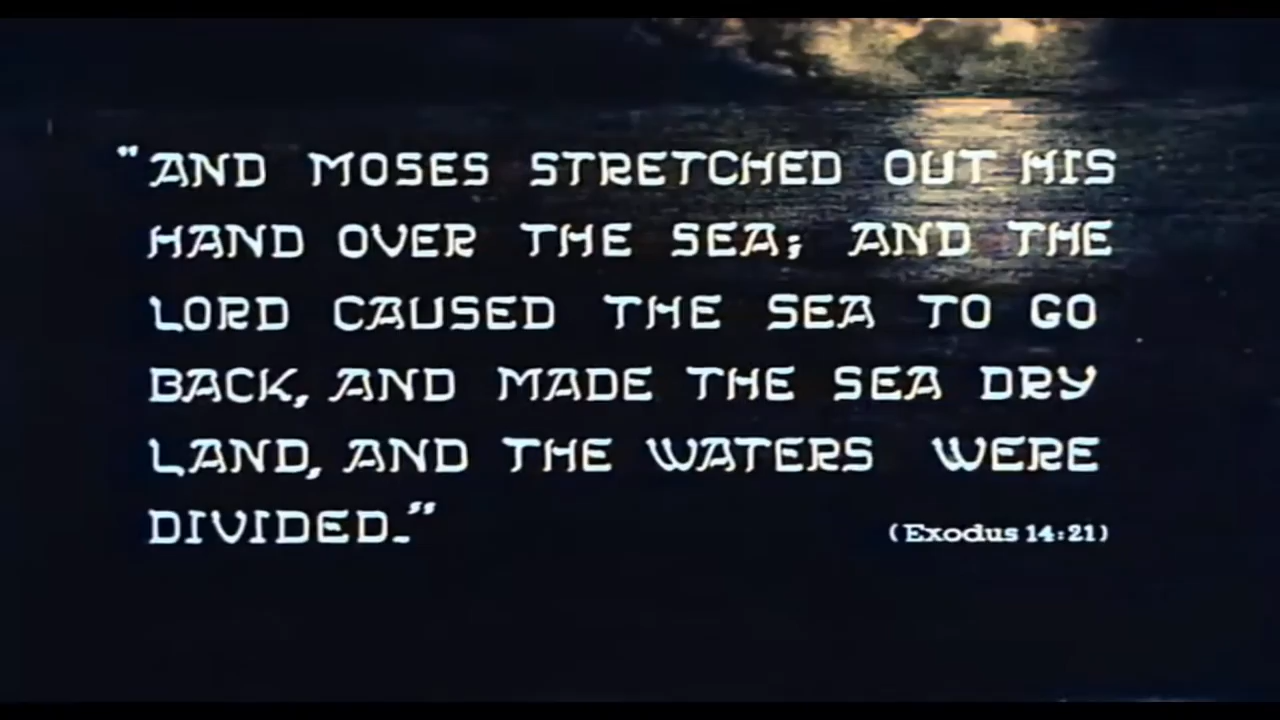 "AND MOSES STRETCHED OUT HIS
HAND OVER THE SEA; AND THE
LORD CAUSED THE SEA TO GO
BACK, AND MADE THE SEA DRY
LAND, AND THE WATERS WERE
DIVIDED."
(Exodus 14:21)